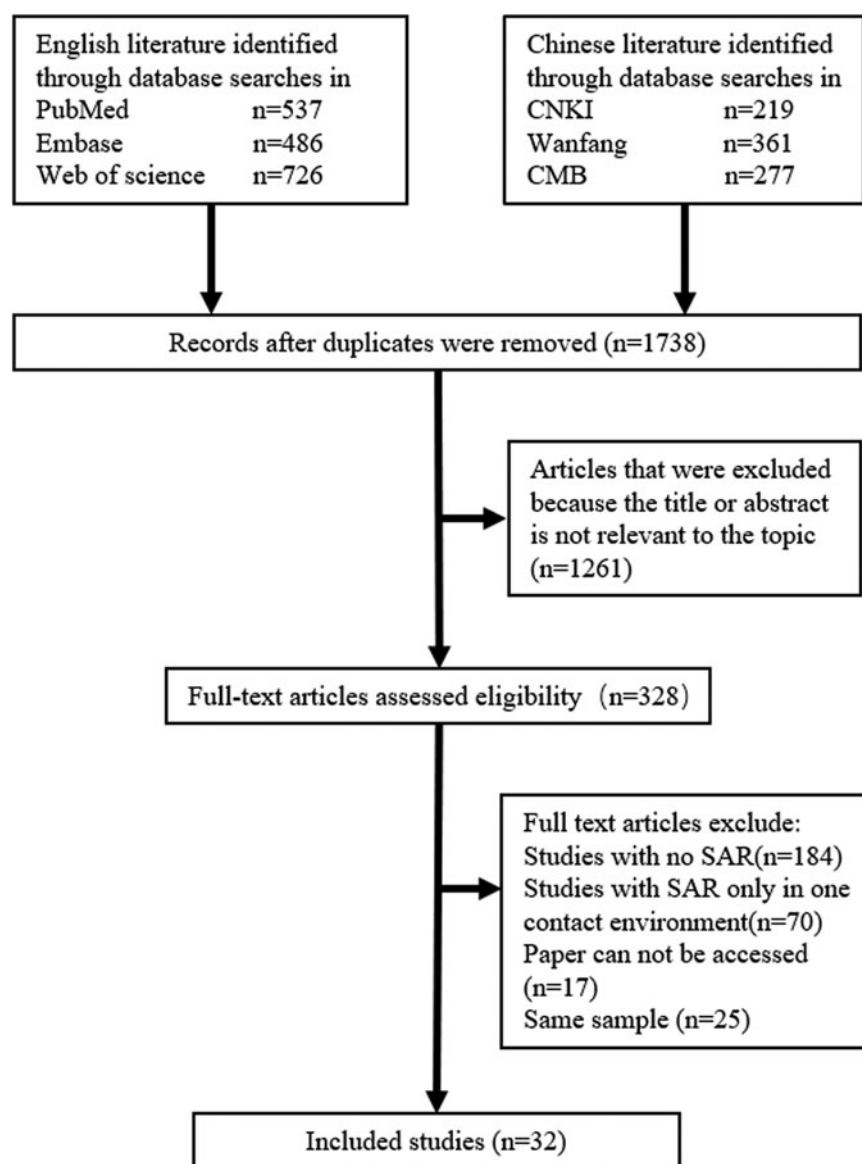 English literature identified
through database searches in
PubMed n=537
Embase n=486
Web of science n=726
Chinese literature identified
through database searches in
CNKI n=219
Wanfang n=361
CMB n=277
Records after duplicates were removed (n=1738)
Articles that were excluded
because the title or abstract
is not relevant to the topic
(n=1261)
Full-text articles assessed eligibility（n=328）
Full text articles exclude:
Studies with no SAR(n=184)
Studies with SAR only in one
contact environment(n=70)
Paper can not be accessed
(n=17)
Same sample (n=25)
Included studies (n=32)